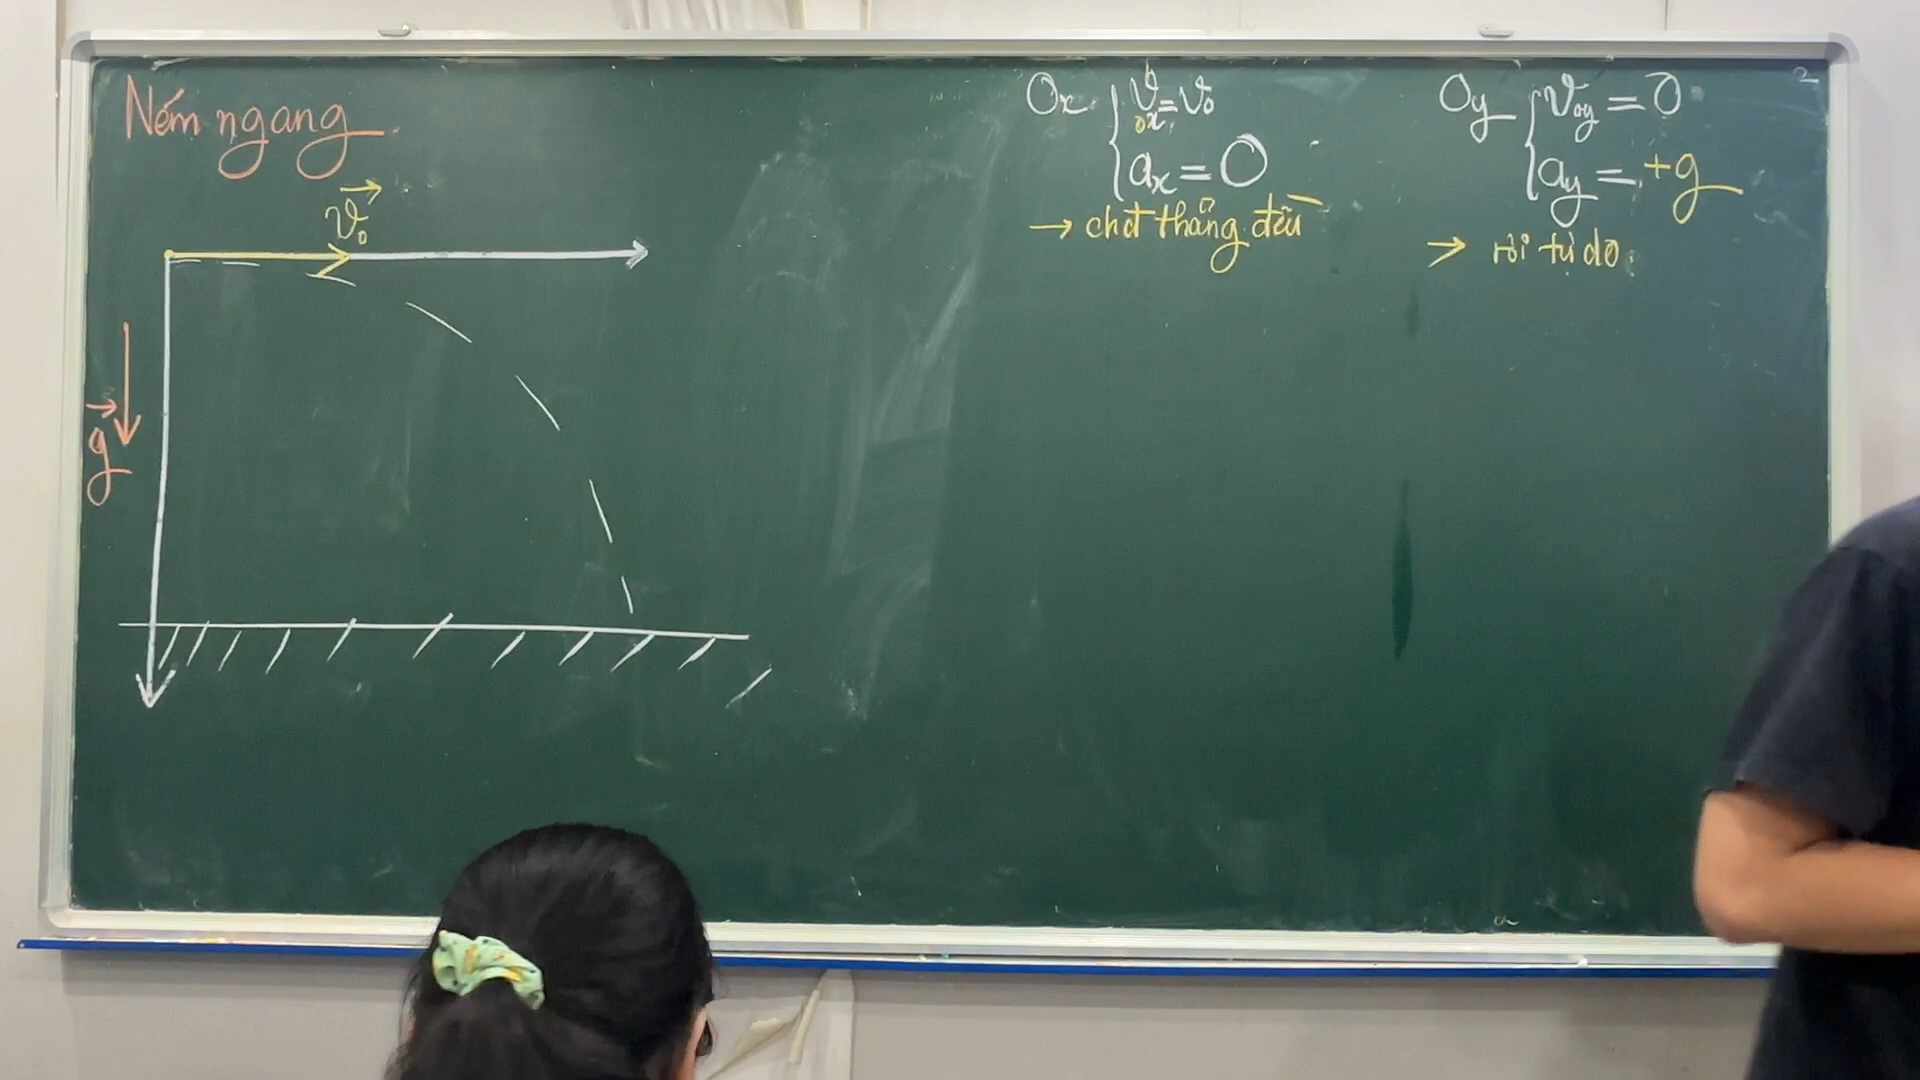 Ném ngang
v₀
g
Ox { v₀ₓ = v₀
aₓ = 0
→ chđ thẳng đều
Oy { v₀y = 0
ay = +g
→ rơi tự do